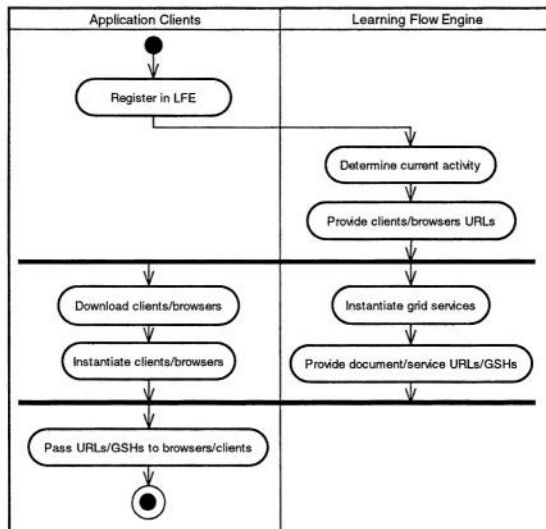 Application Clients
Learning Flow Engine
Register in LFE
Determine current activity
Provide clients/browsers URLs
Download clients/browsers
Instantiate grid services
Instantiate clients/browsers
Provide document/service URLs/GSHs
Pass URLs/GSHs to browsers/clients